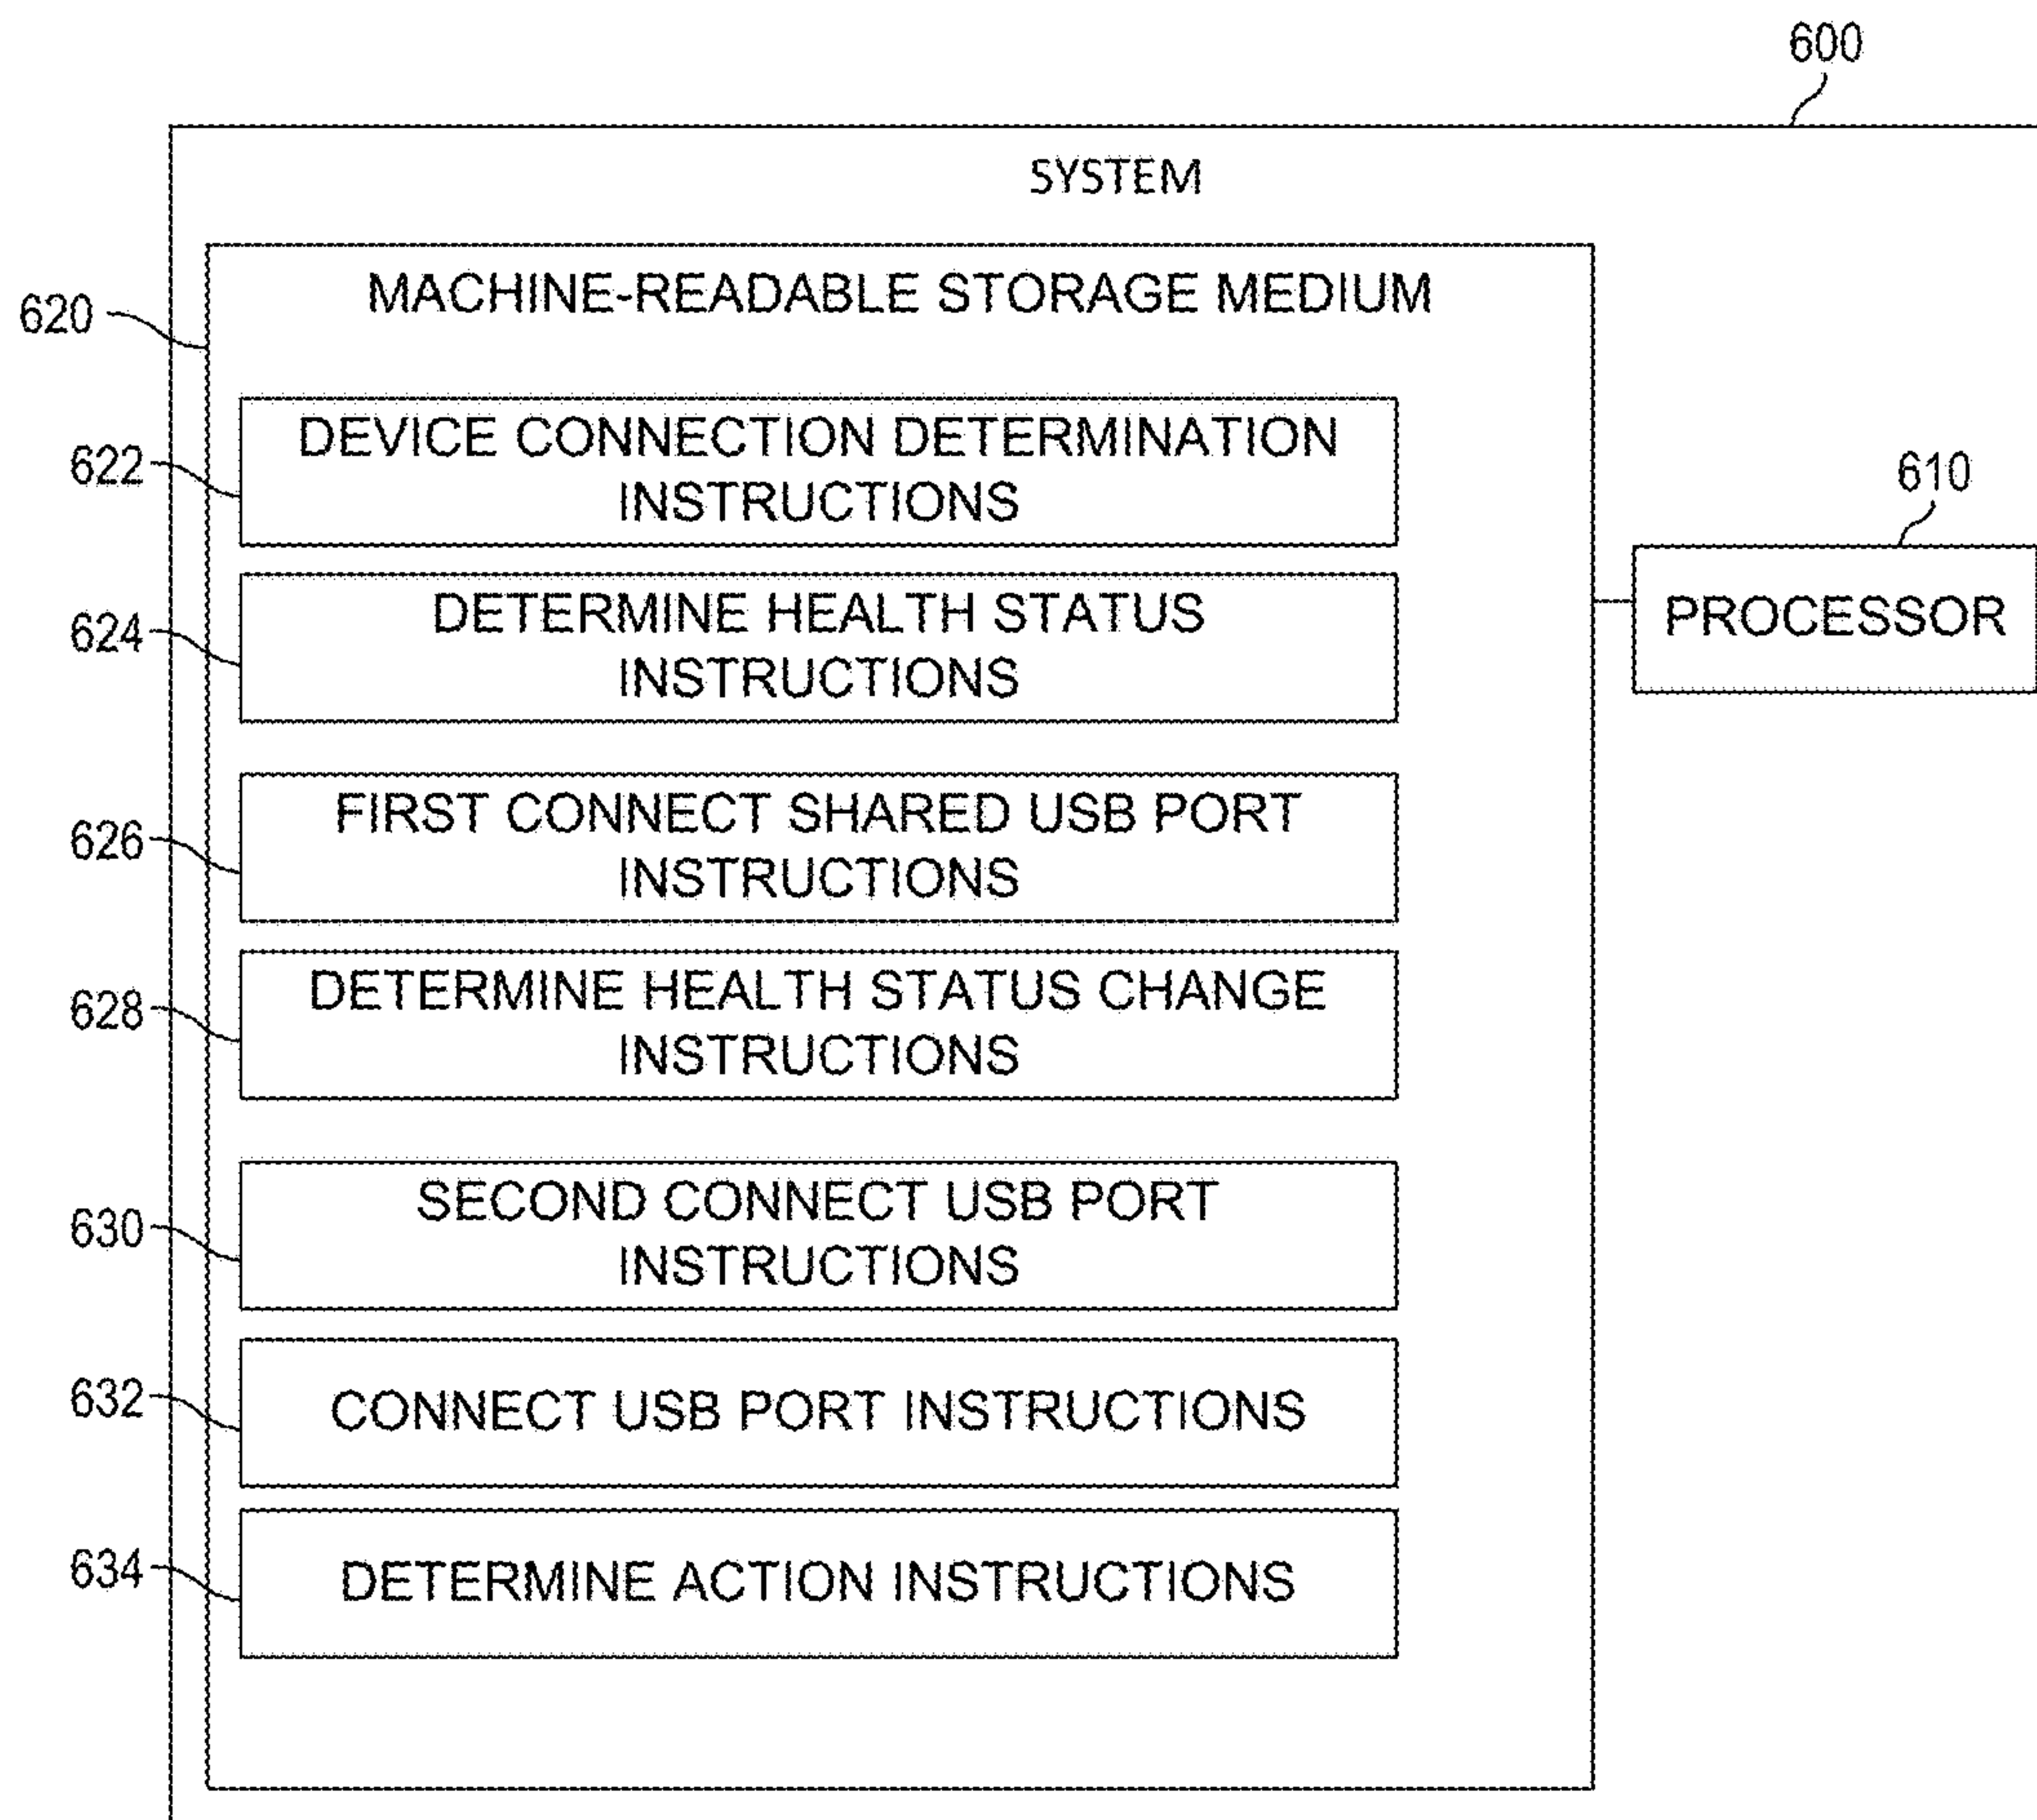 600
SYSTEM
620
MACHINE-READABLE STORAGE MEDIUM
622
DEVICE CONNECTION DETERMINATION
INSTRUCTIONS
610
PROCESSOR
624
DETERMINE HEALTH STATUS
INSTRUCTIONS
626
FIRST CONNECT SHARED USB PORT
INSTRUCTIONS
628
DETERMINE HEALTH STATUS CHANGE
INSTRUCTIONS
630
SECOND CONNECT USB PORT
INSTRUCTIONS
632
CONNECT USB PORT INSTRUCTIONS
634
DETERMINE ACTION INSTRUCTIONS